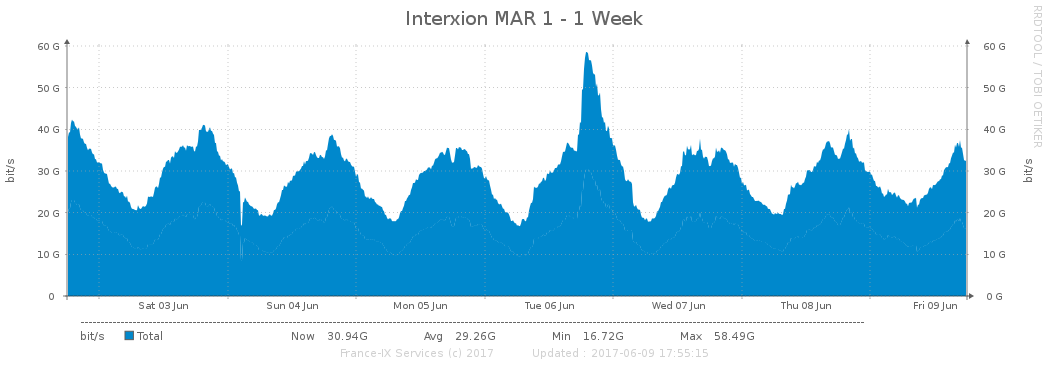 Interxion MAR 1 - 1 Week
RRDTOOL / TOBI OETIKER
60 G 60 G
50 G 50 G
40 G 40 G
30 G 30 G
20 G 20 G
10 G 10 G
0 0 G
bit/s
bit/s
Sat 03 Jun Sun 04 Jun Mon 05 Jun Tue 06 Jun Wed 07 Jun Thu 08 Jun Fri 09 Jun
bit/s Total Now 30.94G Avg 29.26G Min 16.72G Max 58.49G
France-IX Services (c) 2017 Updated : 2017-06-09 17:55:15